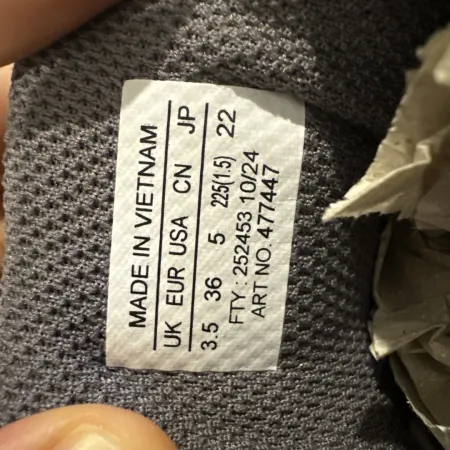 MADE IN VIETNAM
UK EUR USA CN JP
3.5 36 5 225(1.5) 22
FTY: 252453 10/24
ART NO. 477447